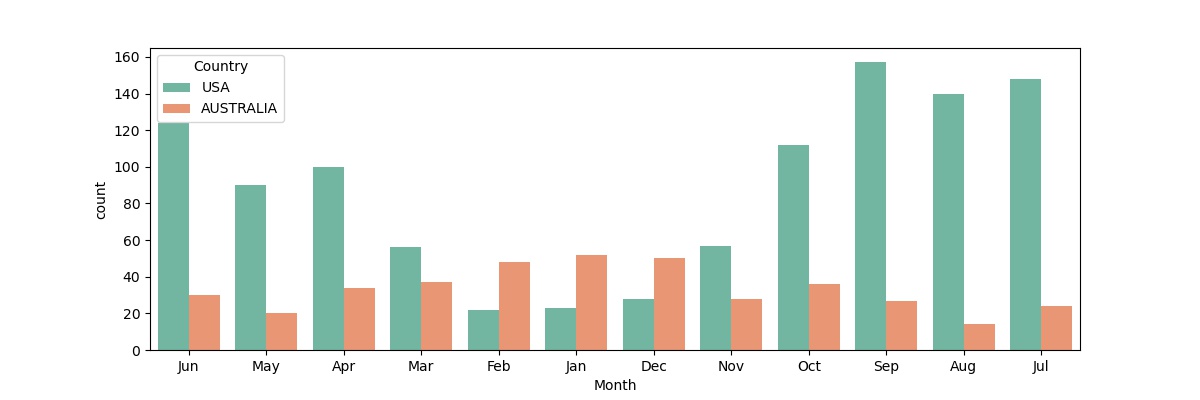 160
140
120
100
80
60
40
20
0
count
Country
USA
AUSTRALIA
Jun May Apr Mar Feb Jan Dec Nov Oct Sep Aug Jul
Month